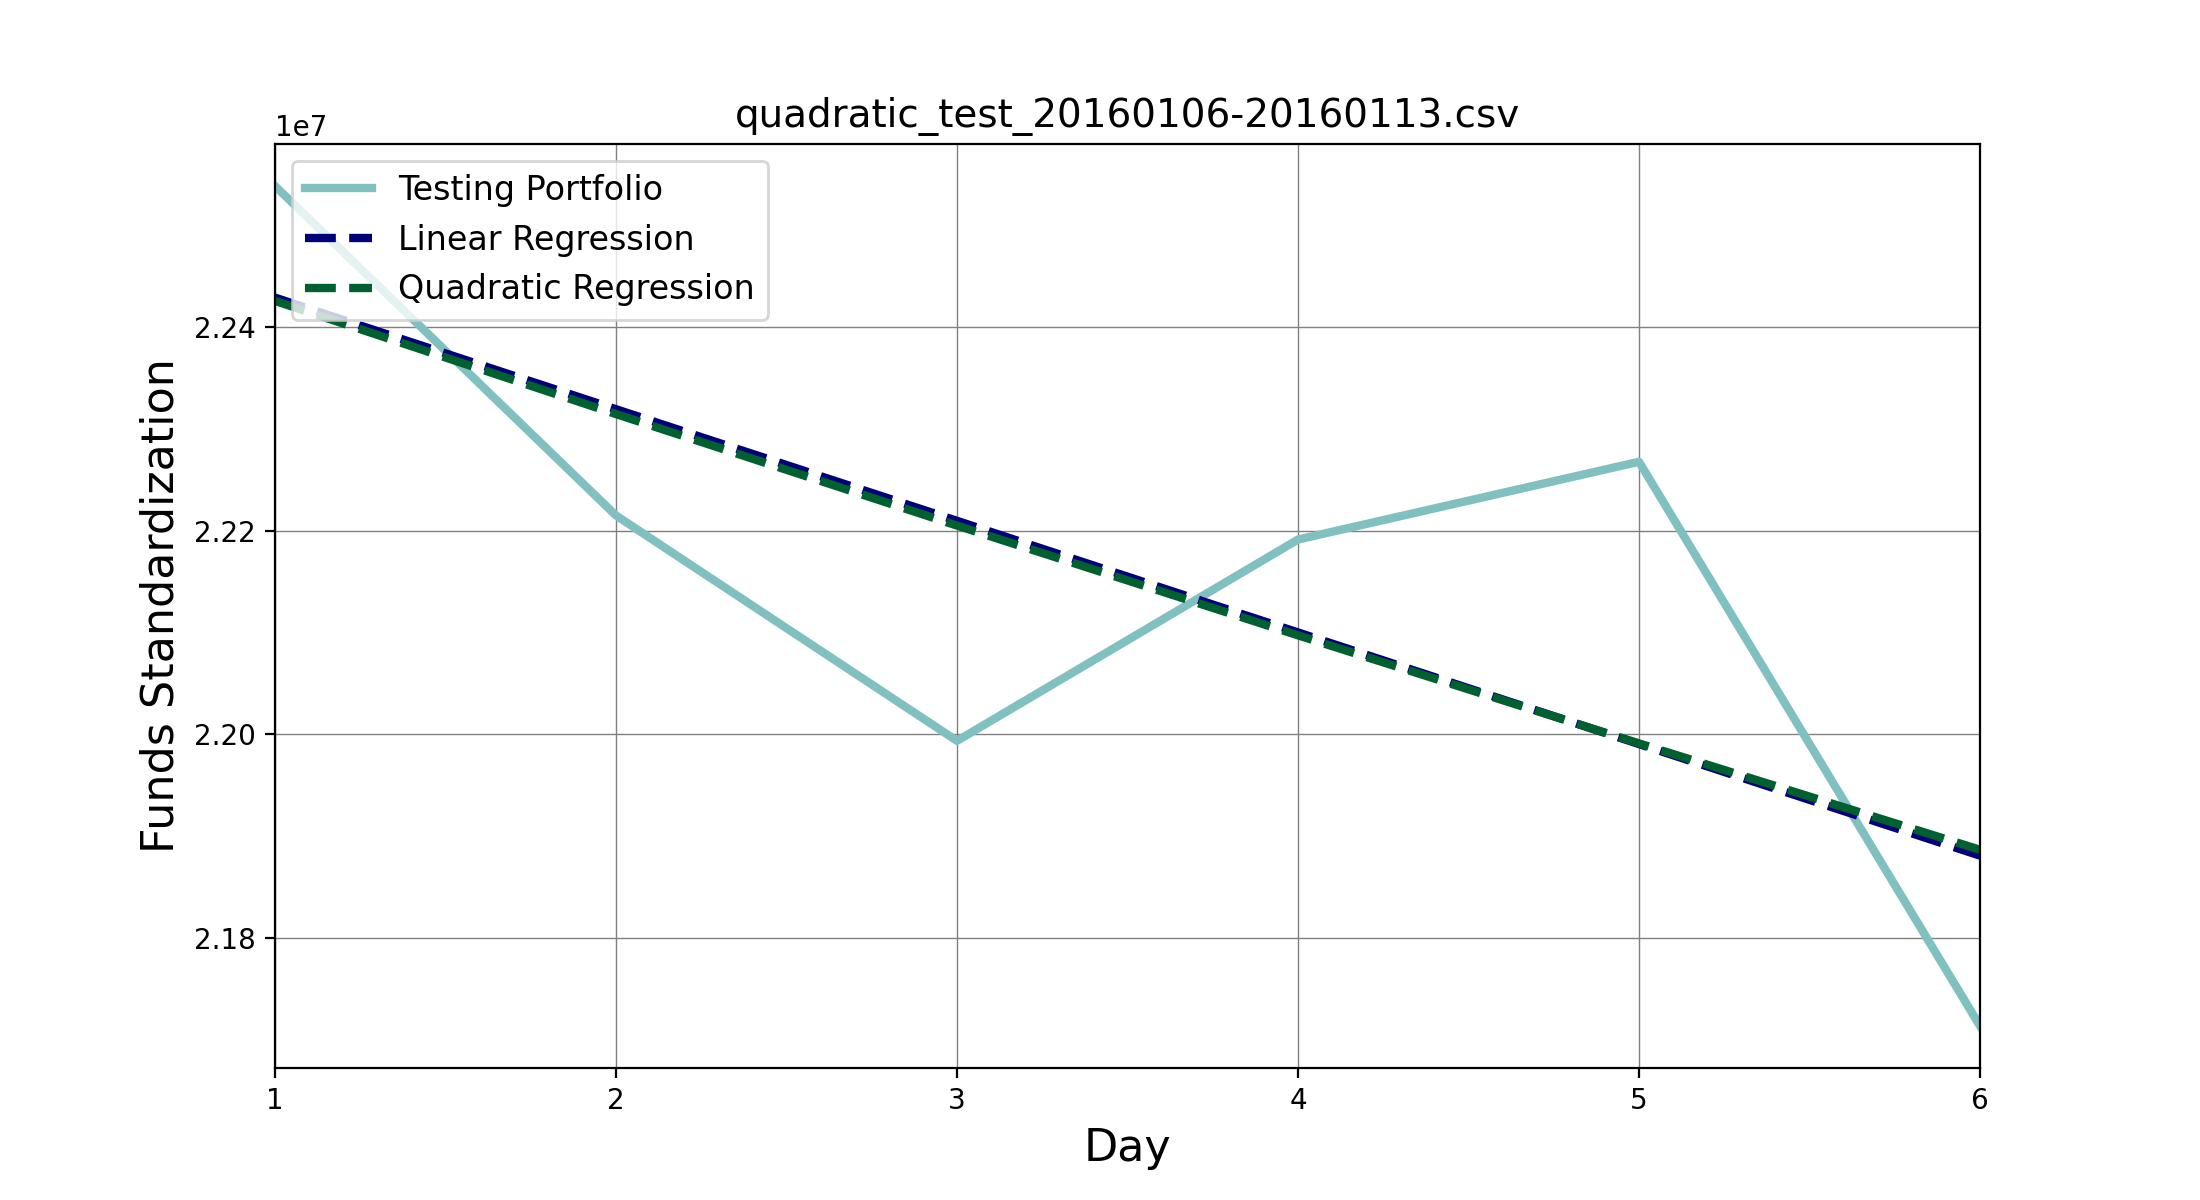 quadratic_test_20160106-20160113.csv
1e7
Testing Portfolio
Linear Regression
Quadratic Regression
Funds Standardization
2.24
2.22
2.20
2.18
1 2 3 4 5 6
Day